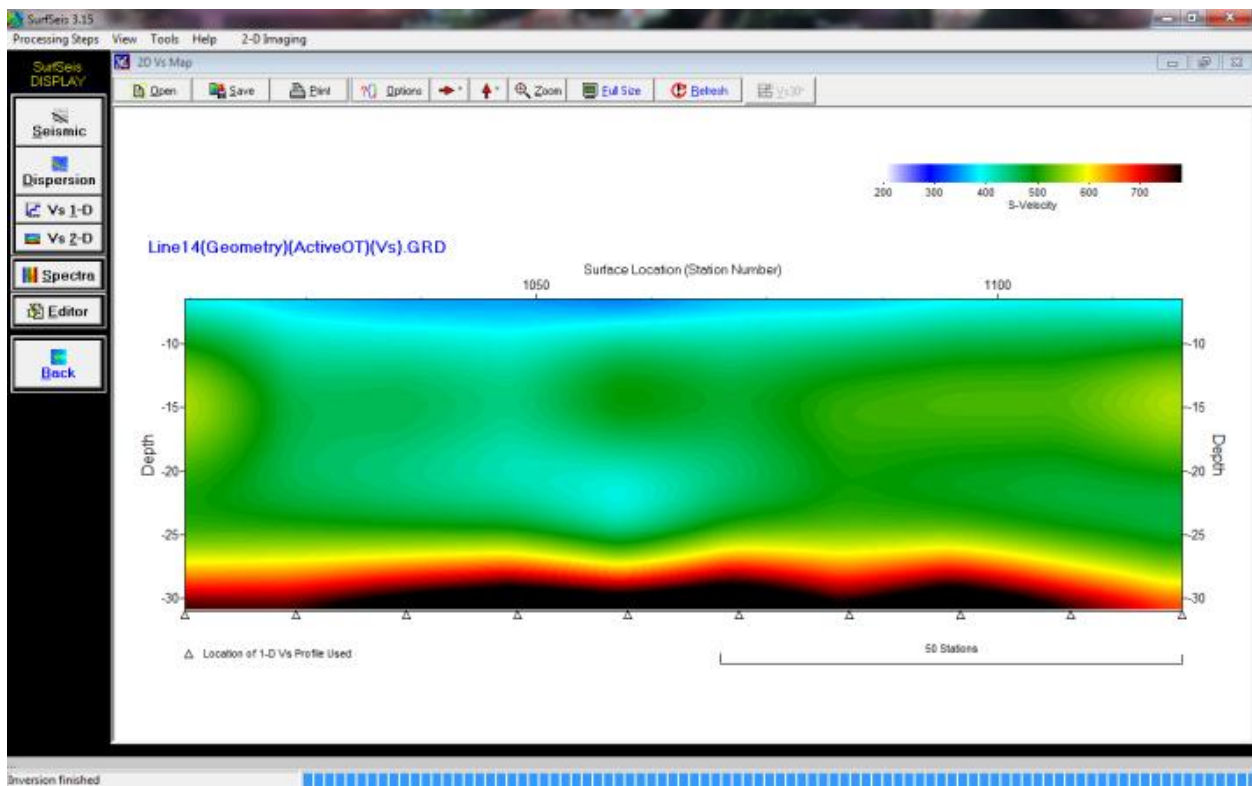 SurfSeis 3.15
Processing Steps View Tools Help 2-D Imaging
SurfSeis
DISPLAY
2D Vs Map
Open Save Print Options Zoom Full Size Refresh Vs30'
Seismic
Dispersion
Vs 1-D
Vs 2-D
Spectra
Editor
Back
200 300 400 500 600 700
S-Velocity
Line14(Geometry)(ActiveOT)(Vs).GRD
Surface Location (Station Number)
1050 1100
-10 -10
-15 -15
Depth Depth
-20 -20
-25 -25
-30 -30
Δ Location of 1-D Vs Profile Used
50 Stations
...
Inversion finished